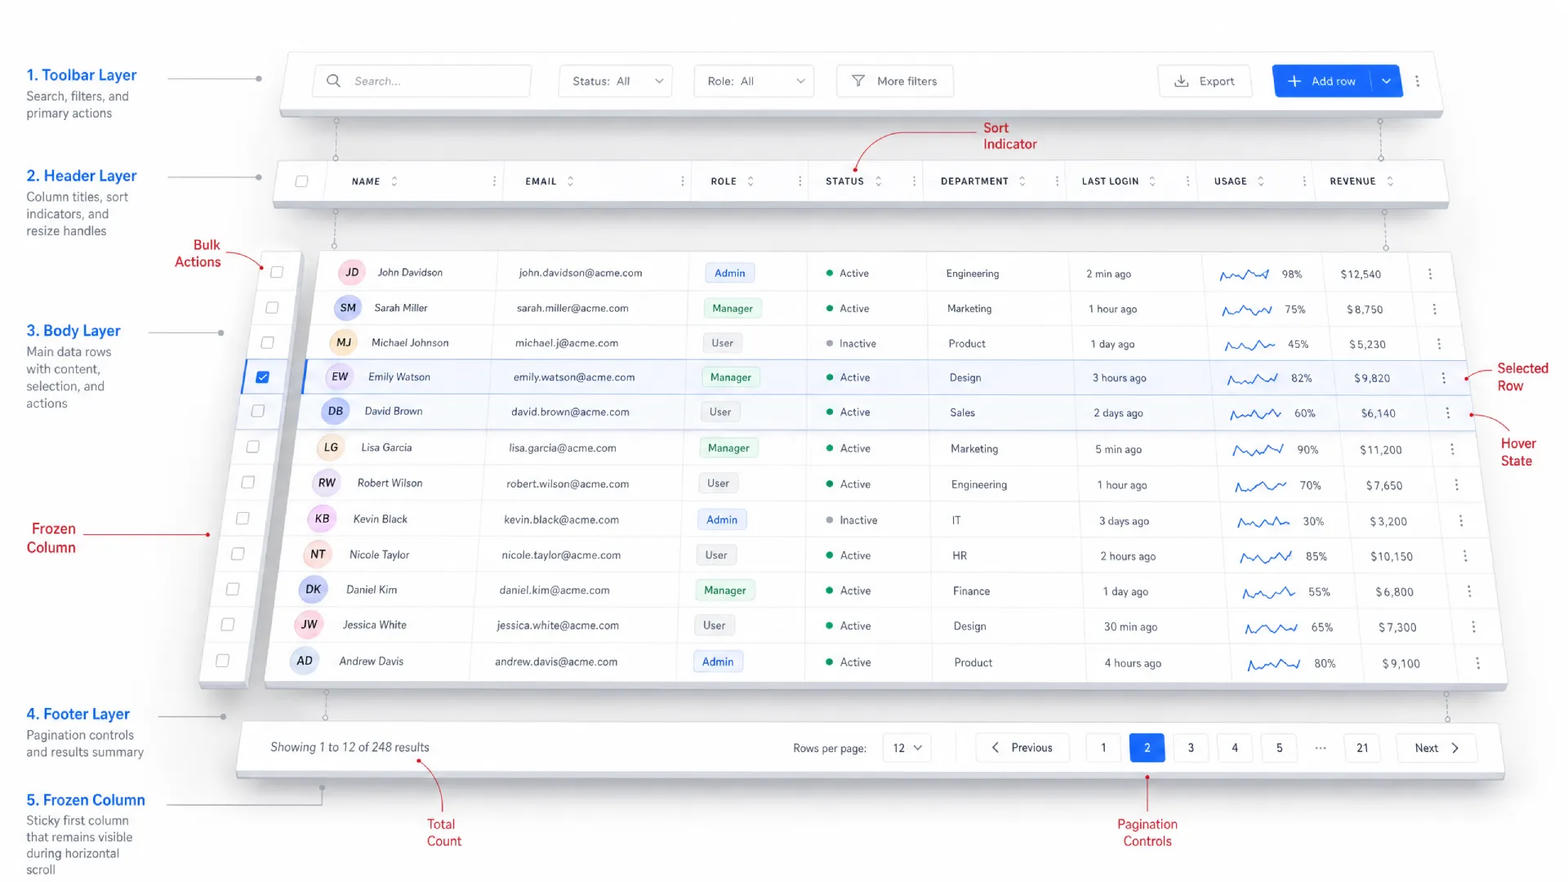 1. Toolbar Layer
Search, filters, and
primary actions
Search...
Status: All
Role: All
More filters
Export
Add row
Sort
Indicator
2. Header Layer
Column titles, sort
indicators, and
resize handles
NAME EMAIL ROLE STATUS DEPARTMENT LAST LOGIN USAGE REVENUE
Bulk
Actions
3. Body Layer
Main data rows
with content,
selection, and
actions
JD John Davidson john.davidson@acme.com Admin Active Engineering 2 min ago 98% $12,540
SM Sarah Miller sarah.miller@acme.com Manager Active Marketing 1 hour ago 75% $8,750
MJ Michael Johnson michael.j@acme.com User Inactive Product 1 day ago 45% $5,230
EW Emily Watson emily.watson@acme.com Manager Active Design 3 hours ago 82% $9,820
DB David Brown david.brown@acme.com User Active Sales 2 days ago 60% $6,140
LG Lisa Garcia lisa.garcia@acme.com Manager Active Marketing 5 min ago 90% $11,200
RW Robert Wilson robert.wilson@acme.com User Active Engineering 1 hour ago 70% $7,650
KB Kevin Black kevin.black@acme.com Admin Inactive IT 3 days ago 30% $3,200
NT Nicole Taylor nicole.taylor@acme.com User Active HR 2 hours ago 85% $10,150
DK Daniel Kim daniel.kim@acme.com Manager Active Finance 1 day ago 55% $6,800
JW Jessica White jessica.white@acme.com User Active Design 30 min ago 65% $7,300
AD Andrew Davis andrew.davis@acme.com Admin Active Product 4 hours ago 80% $9,100
Selected
Row
Hover
State
Frozen
Column
4. Footer Layer
Pagination controls
and results summary
Showing 1 to 12 of 248 results
Rows per page: 12
Previous 1 2 3 4 5 ... 21 Next
5. Frozen Column
Sticky first column
that remains visible
during horizontal
scroll
Total
Count
Pagination
Controls